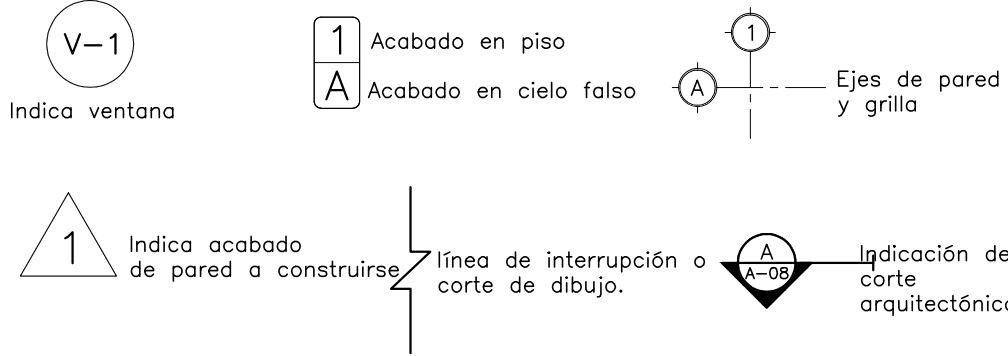 V-1
Indica ventana
1
Acabado en piso
A
Acabado en cielo falso
1
A
Ejes de pared
y grilla
1
Indica acabado
de pared a construirse
línea de interrupción o
corte de dibujo.
A
A-08
Indicación de
corte